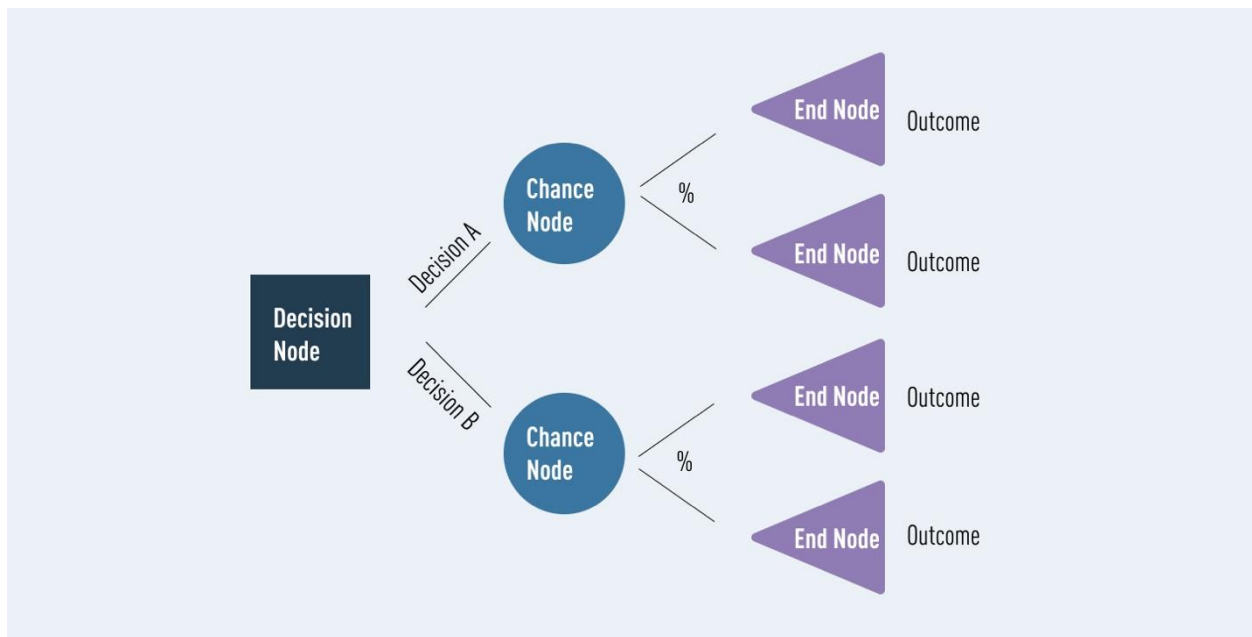 Decision
Node
Decision A
Decision B
Chance
Node
%
Chance
Node
%
End Node
Outcome
End Node
Outcome
End Node
Outcome
End Node
Outcome